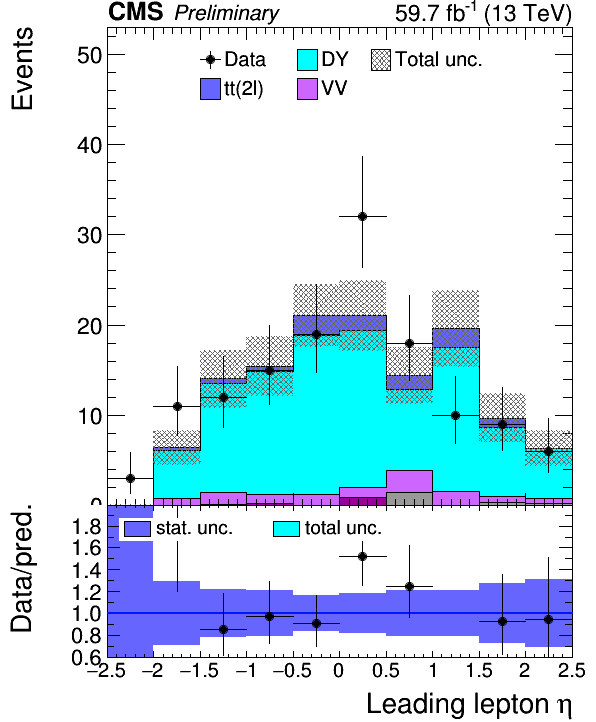 CMS Preliminary 59.7 fb⁻¹ (13 TeV)
Events
50
40
30
20
10
0
Data DY Total unc.
tt(2l) VV
Data/pred.
1.8
1.6
1.4
1.2
1.0
0.8
0.6
stat. unc. total unc.
−2.5 −2 −1.5 −1 −0.5 0 0.5 1 1.5 2 2.5
Leading lepton η